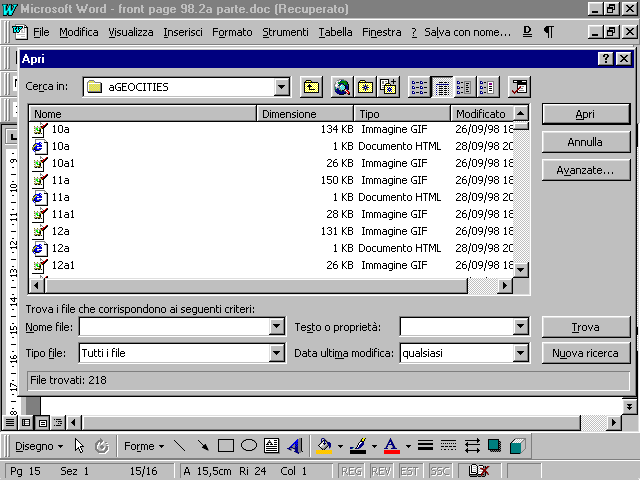 Microsoft Word - front page 98.2a parte.doc (Recuperato)
File Modifica Visualizza Inserisci Formato Strumenti Tabella Finestra ? Salva con nome... D ¶
Apri
Cerca in: aGEOCITIES
Nome Dimensione Tipo Modificato
10a 134 KB Immagine GIF 26/09/98 18
10a 1 KB Documento HTML 28/09/98 20
10a1 26 KB Immagine GIF 26/09/98 18
11a 150 KB Immagine GIF 26/09/98 18
11a 1 KB Documento HTML 28/09/98 20
11a1 28 KB Immagine GIF 26/09/98 18
12a 131 KB Immagine GIF 26/09/98 18
12a 1 KB Documento HTML 28/09/98 20
12a1 26 KB Immagine GIF 26/09/98 18
Apri
Annulla
Avanzate...
Trova i file che corrispondono ai seguenti criteri:
Nome file: Testo o proprietà: Trova
Tipo file: Tutti i file Data ultima modifica: qualsiasi Nuova ricerca
File trovati: 218
Disegno Forme A A
Pg 15 Sez 1 15/16 A 15,5cm Ri 24 Col 1 REG REV EST SSC